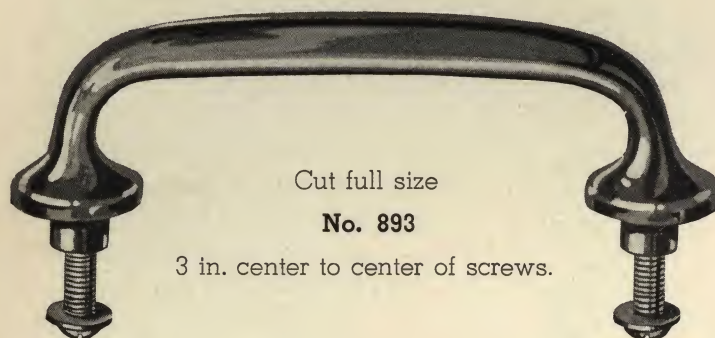 Cut full size
No. 893
3 in. center to center of screws.